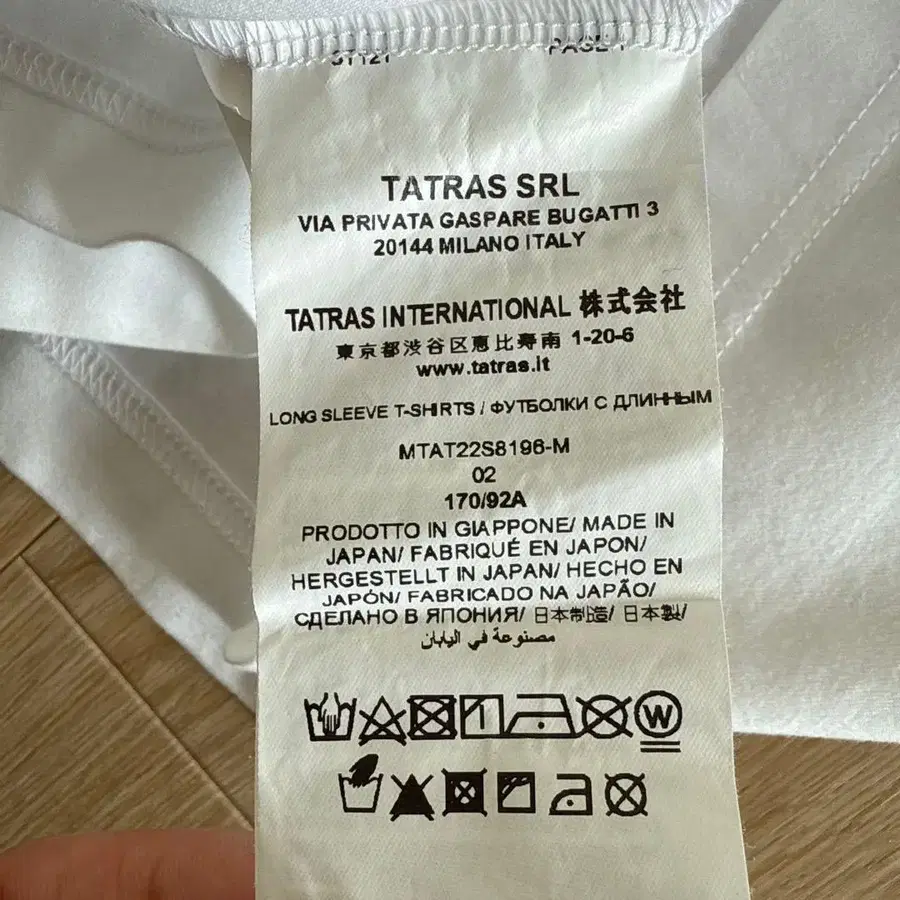 TATRAS SRL
VIA PRIVATA GASPARE BUGATTI 3
20144 MILANO ITALY
TATRAS INTERNATIONAL 株式会社
東京都渋谷区恵比寿南 1-20-6
www.tatras.it
LONG SLEEVE T-SHIRTS / ФУТБОЛКИ С ДЛИННЫМ
MTAT22S8196-M
02
170/92A
PRODOTTO IN GIAPPONE/ MADE IN
JAPAN/ FABRIQUÉ EN JAPON/
HERGESTELLT IN JAPAN/ HECHO EN
JAPÓN/ FABRICADO NA JAPÃO/
СДЕЛАНО В ЯПОНИЯ/ 日本制造/ 日本製/
مصنوعة في اليابان
W